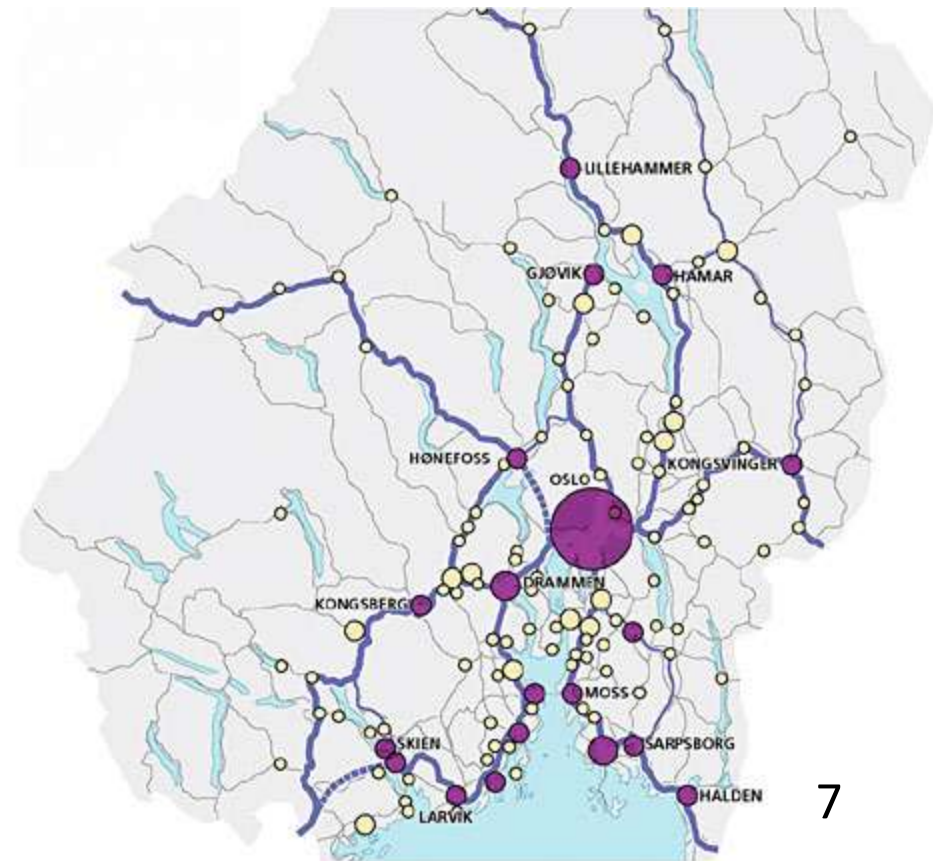 LILLEHAMMER
GJØVIK
HAMAR
HØNEFOSS
KONGSVINGER
OSLO
DRAMMEN
KONGSBERG
MOSS
SKIEN
SARPSBORG
HALDEN
LARVIK
7